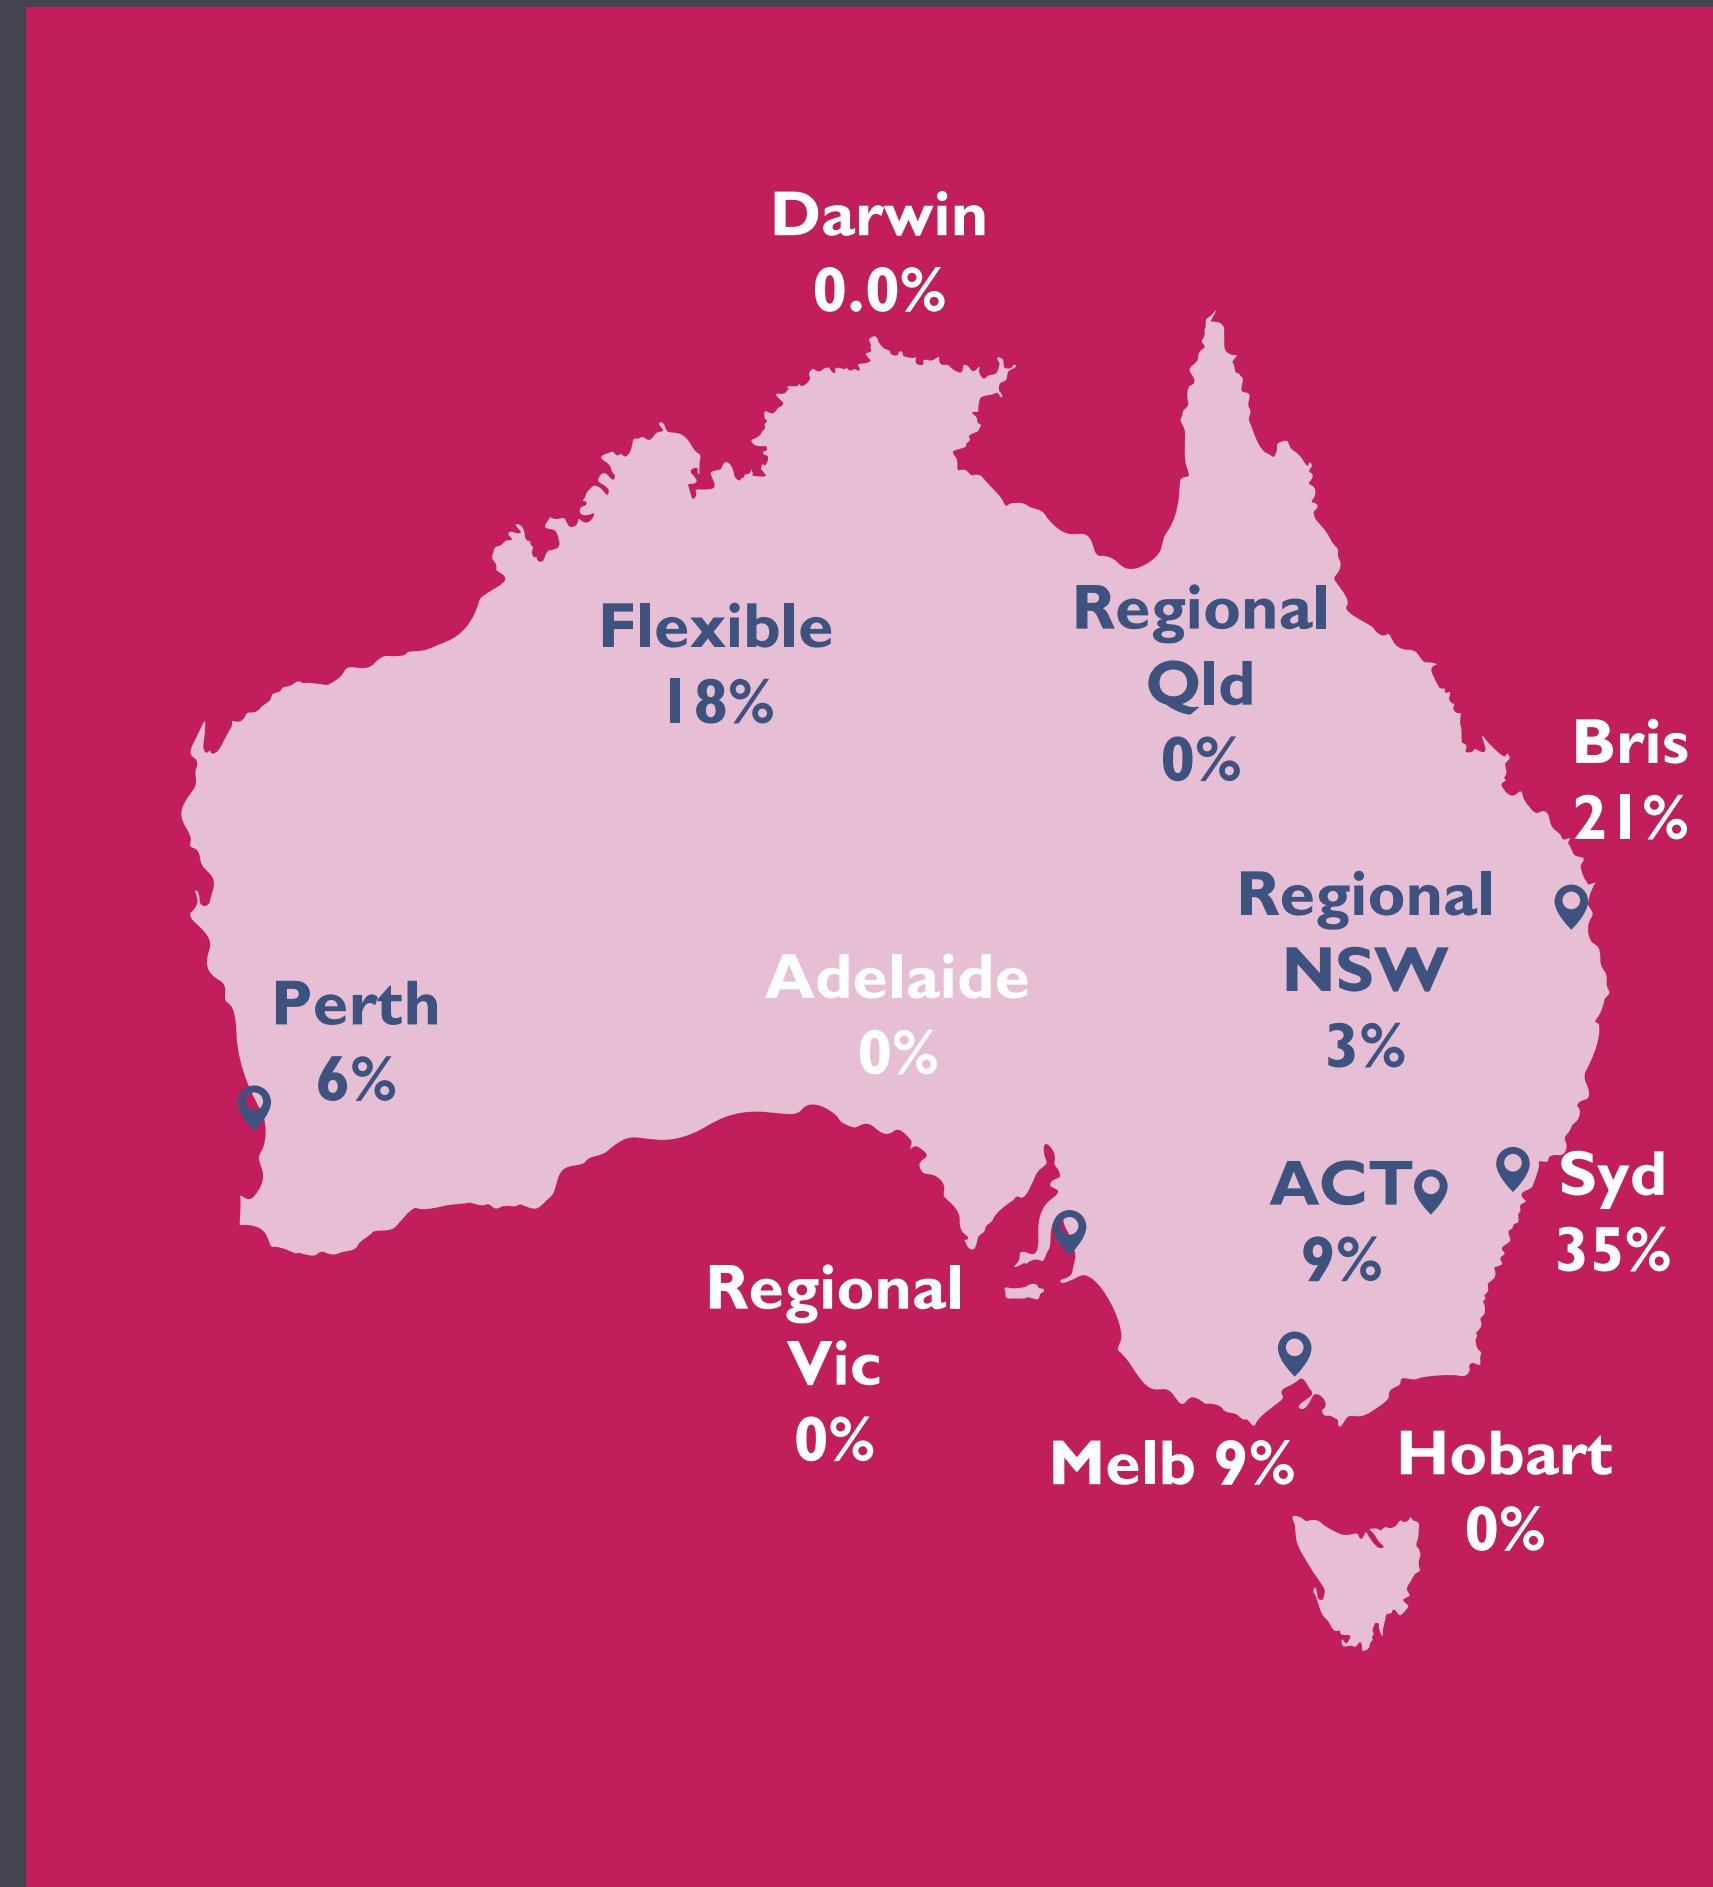 Darwin
0.0%
Flexible
18%
Regional
Qld
0%
Bris
21%
Regional
NSW
3%
Adelaide
0%
Perth
6%
ACT
9%
Syd
35%
Regional
Vic
0%
Melb 9%
Hobart
0%